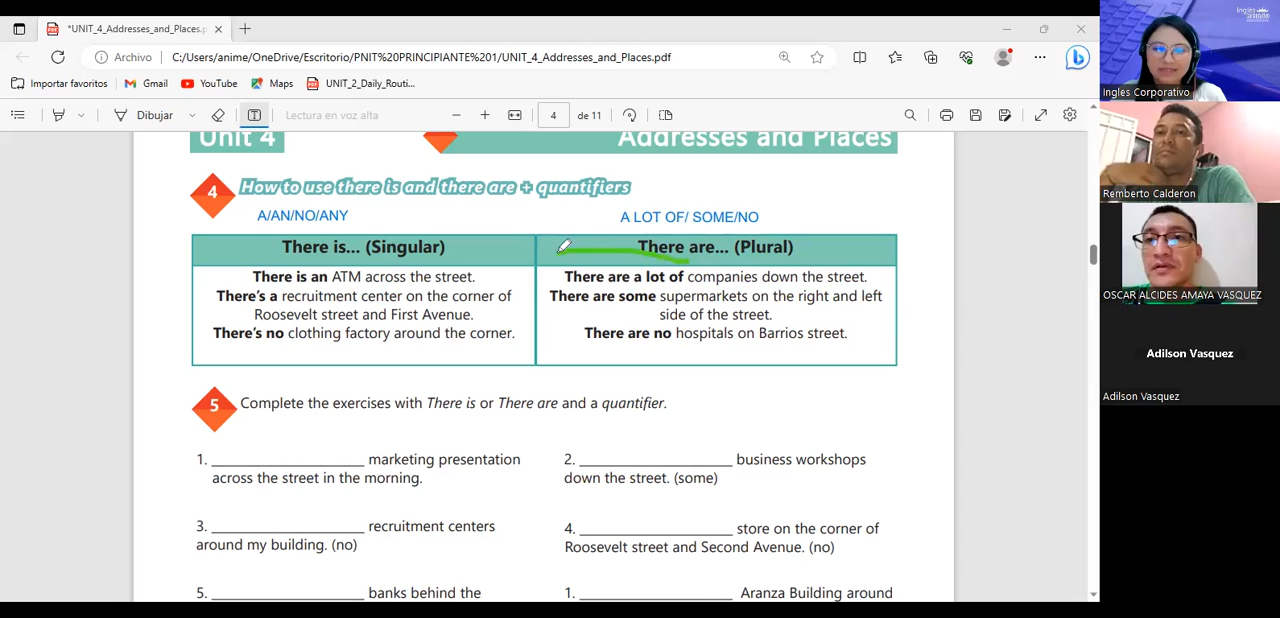 *UNIT_4_Addresses_and_Places.p
Archivo C:/Users/anime/OneDrive/Escritorio/PNIT%20PRINCIPIANTE%201/UNIT_4_Addresses_and_Places.pdf
Importar favoritos Gmail YouTube Maps UNIT_2_Daily_Routi...
Dibujar Lectura en voz alta 4 de 11
Unit 4 Addresses and Places
4 How to use there is and there are + quantifiers
A/AN/NO/ANY A LOT OF/ SOME/NO
There is... (Singular) There are... (Plural)
There is an ATM across the street.
There's a recruitment center on the corner of
Roosevelt street and First Avenue.
There's no clothing factory around the corner.
There are a lot of companies down the street.
There are some supermarkets on the right and left
side of the street.
There are no hospitals on Barrios street.
5 Complete the exercises with There is or There are and a quantifier.
1. ________________ marketing presentation
across the street in the morning.
2. ________________ business workshops
down the street. (some)
3. ________________ recruitment centers
around my building. (no)
4. ________________ store on the corner of
Roosevelt street and Second Avenue. (no)
5. ________________ banks behind the
1. ________________ Aranza Building around
Ingles
Ingles Corporativo
Remberto Calderon
OSCAR ALCIDES AMAYA VASQUEZ
Adilson Vasquez
Adilson Vasquez